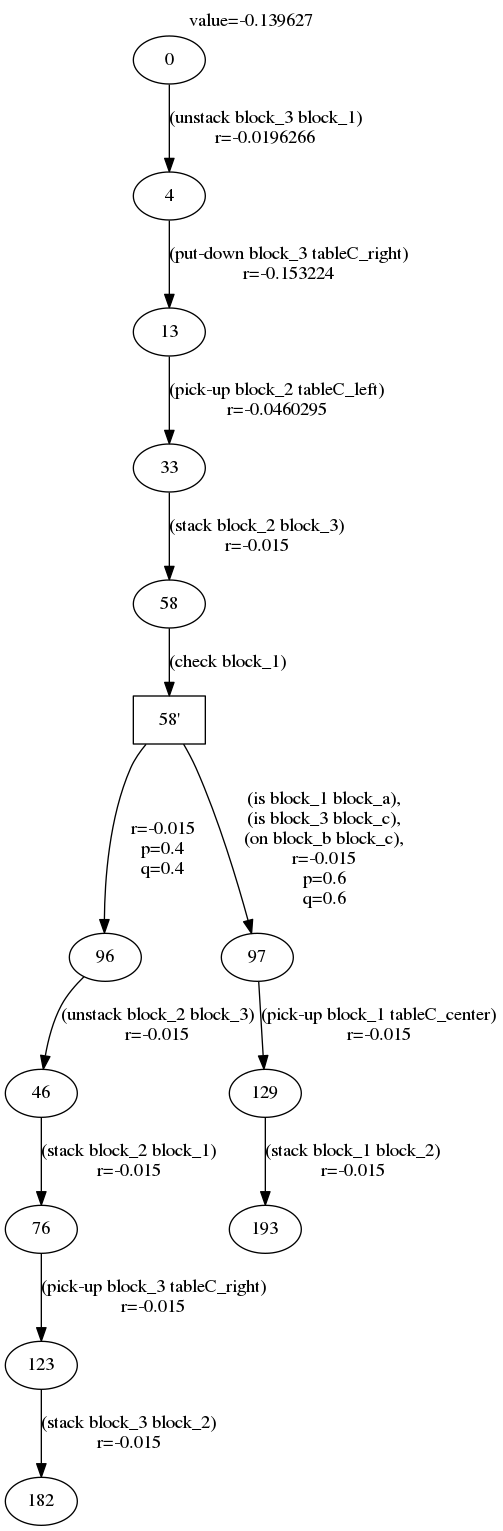 value=-0.139627
0
(unstack block_3 block_1)
r=-0.0196266
4
(put-down block_3 tableC_right)
r=-0.153224
13
(pick-up block_2 tableC_left)
r=-0.0460295
33
(stack block_2 block_3)
r=-0.015
58
(check block_1)
58'
r=-0.015
p=0.4
q=0.4
(is block_1 block_a),
(is block_3 block_c),
(on block_b block_c),
r=-0.015
p=0.6
q=0.6
96
97
(unstack block_2 block_3)
r=-0.015
(pick-up block_1 tableC_center)
r=-0.015
46
129
(stack block_2 block_1)
r=-0.015
(stack block_1 block_2)
r=-0.015
76
193
(pick-up block_3 tableC_right)
r=-0.015
123
(stack block_3 block_2)
r=-0.015
182